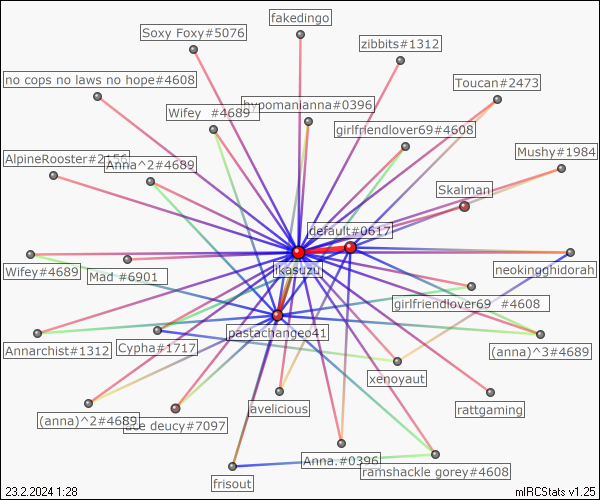 fakedingo
Soxy Foxy#5076
zibbits#1312
no cops no laws no hope#4608
Toucan#2473
hypomanianna#0396
Wifey  #4689
girlfriendlover69#4608
Mushy#1984
AlpineRooster#2156
Anna^2#4689
Skalman
default#0617
likasuzu
neokingghidorah
Wifey#4689
Mad #6901
girlfriendlover69  #4608
pastachangeo41
Annarchist#1312
Cypha#1717
(anna)^3#4689
xenoyaut
avelicious
rattgaming
(anna)^2#4689
deucy#7097
Anna.#0396
ramshackle gorey#4608
frisout
23.2.2024 1:28
mIRCStats v1.25